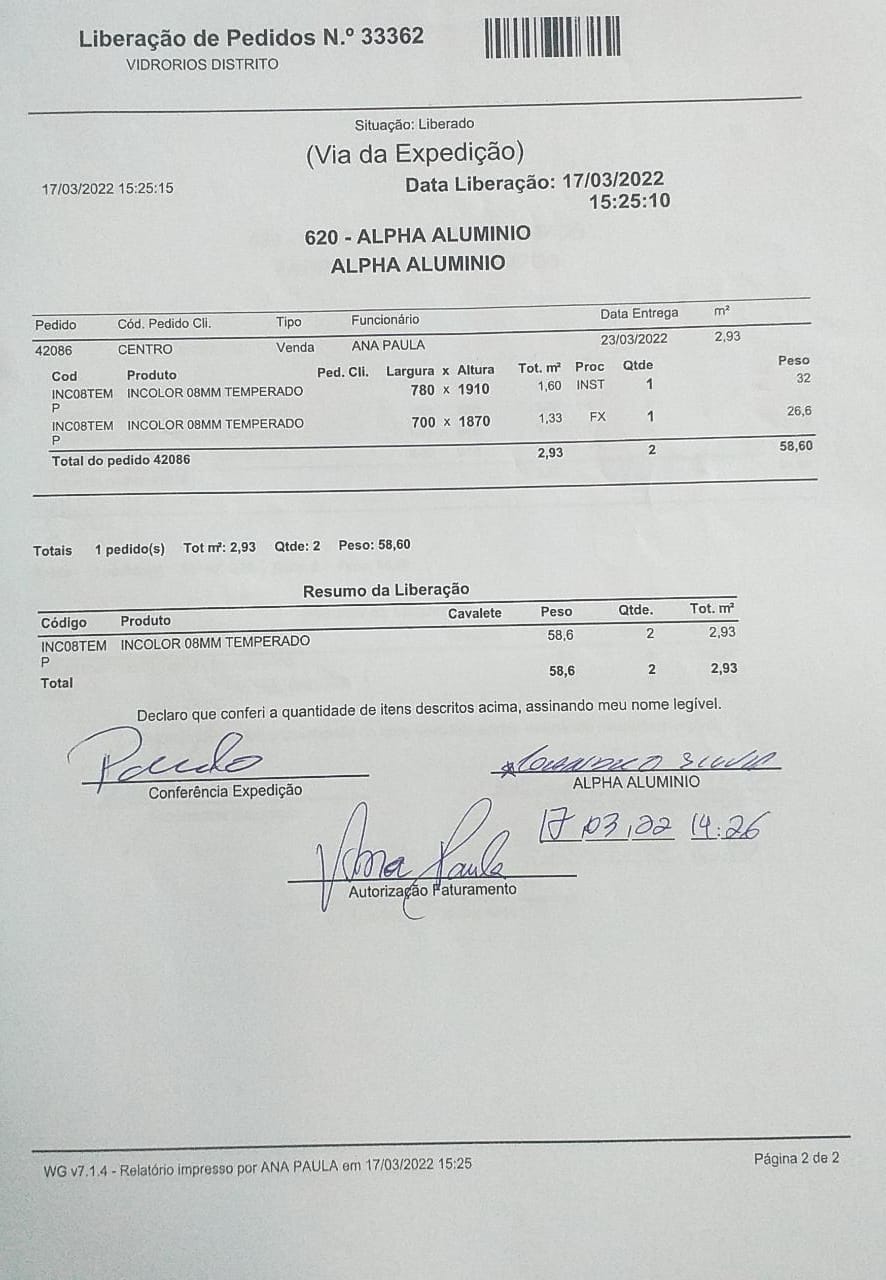 Liberação de Pedidos N.º 33362
VIDRORIOS DISTRITO
Situação: Liberado
(Via da Expedição)
17/03/2022 15:25:15
Data Liberação: 17/03/2022
15:25:10
620 - ALPHA ALUMINIO
ALPHA ALUMINIO
Pedido Cód. Pedido Cli. Tipo Funcionário Data Entrega m²
42086 CENTRO Venda ANA PAULA 23/03/2022 2,93
Cod Produto Ped. Cli. Largura x Altura Tot. m² Proc Qtde Peso
INC08TEM INCOLOR 08MM TEMPERADO 780 x 1910 1,60 INST 1 32
P
INC08TEM INCOLOR 08MM TEMPERADO 700 x 1870 1,33 FX 1 26,6
P
Total do pedido 42086 2,93 2 58,60
Totais 1 pedido(s) Tot m²: 2,93 Qtde: 2 Peso: 58,60
Resumo da Liberação
Código Produto Cavalete Peso Qtde. Tot. m²
INC08TEM INCOLOR 08MM TEMPERADO 58,6 2 2,93
P
Total 58,6 2 2,93
Declaro que conferi a quantidade de itens descritos acima, assinando meu nome legível.
Paulo
Conferência Expedição
ALPHA ALUMINIO
17,03,22 14:26
Ana Paula
Autorização Faturamento
WG v7.1.4 - Relatório impresso por ANA PAULA em 17/03/2022 15:25
Página 2 de 2